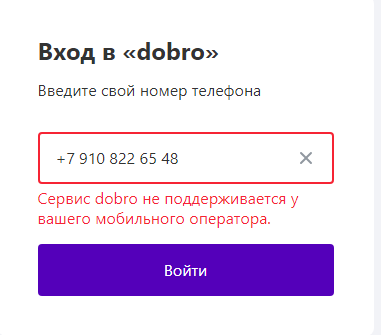 Вход в «dobro»
Введите свой номер телефона
+7 910 822 65 48
Сервис dobro не поддерживается у
вашего мобильного оператора.
Войти